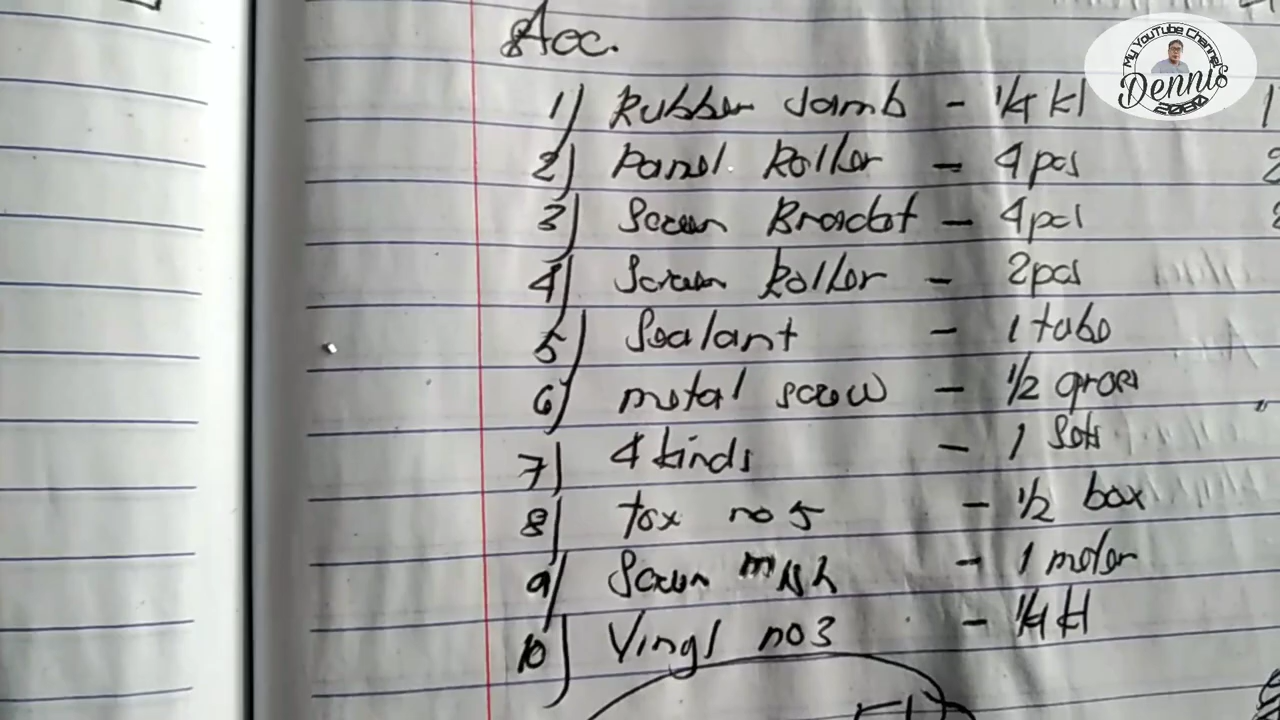 Acc.
My YouTube Channel
Dennis
2080
1) Rubber Jamb - 1/4 kl
2) Panel Roller - 4 pcs
3) Screen Bracket - 4 pcs
4) Screen Roller - 2 pcs
5) Sealant - 1 tube
6) metal screw - 1/2 gross
7) 4 kinds - 1 Set
8) tox no 5 - 1/2 box
9) Screen mesh - 1 meter
10) Vinyl no 3 - 1/4 kl